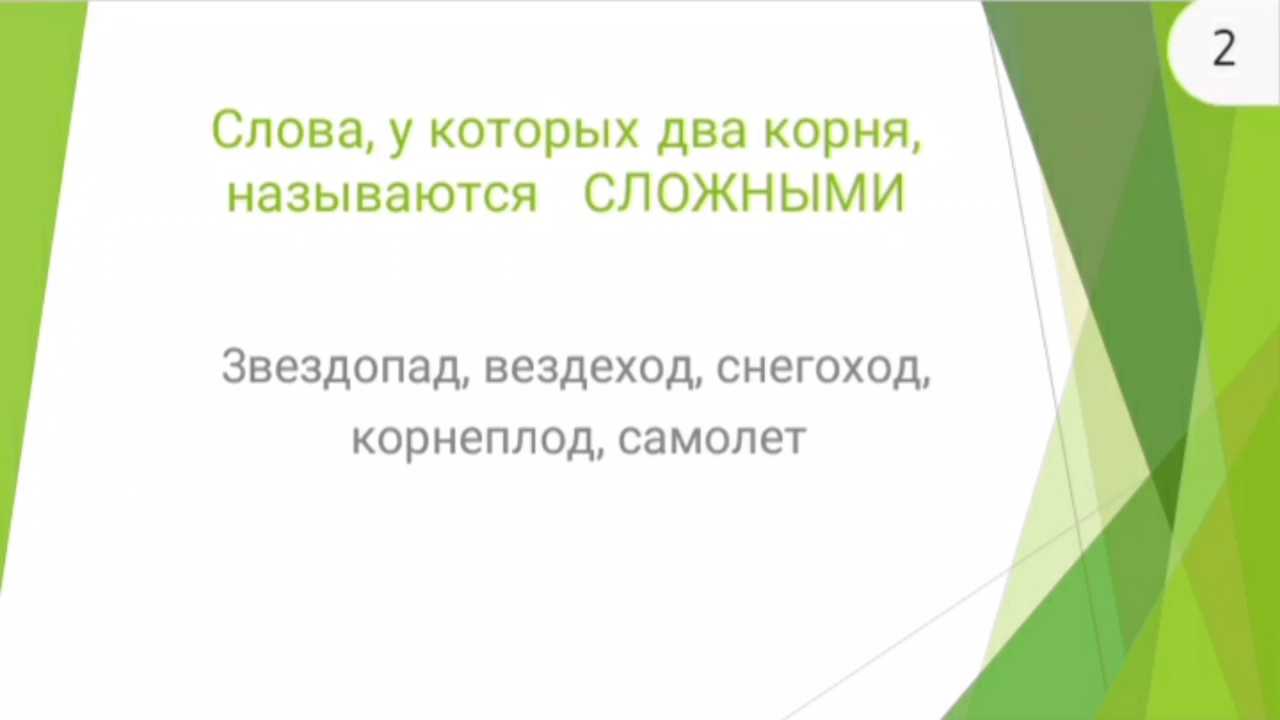 2
Слова, у которых два корня,
называются СЛОЖНЫМИ
Звездопад, вездеход, снегоход,
корнеплод, самолет